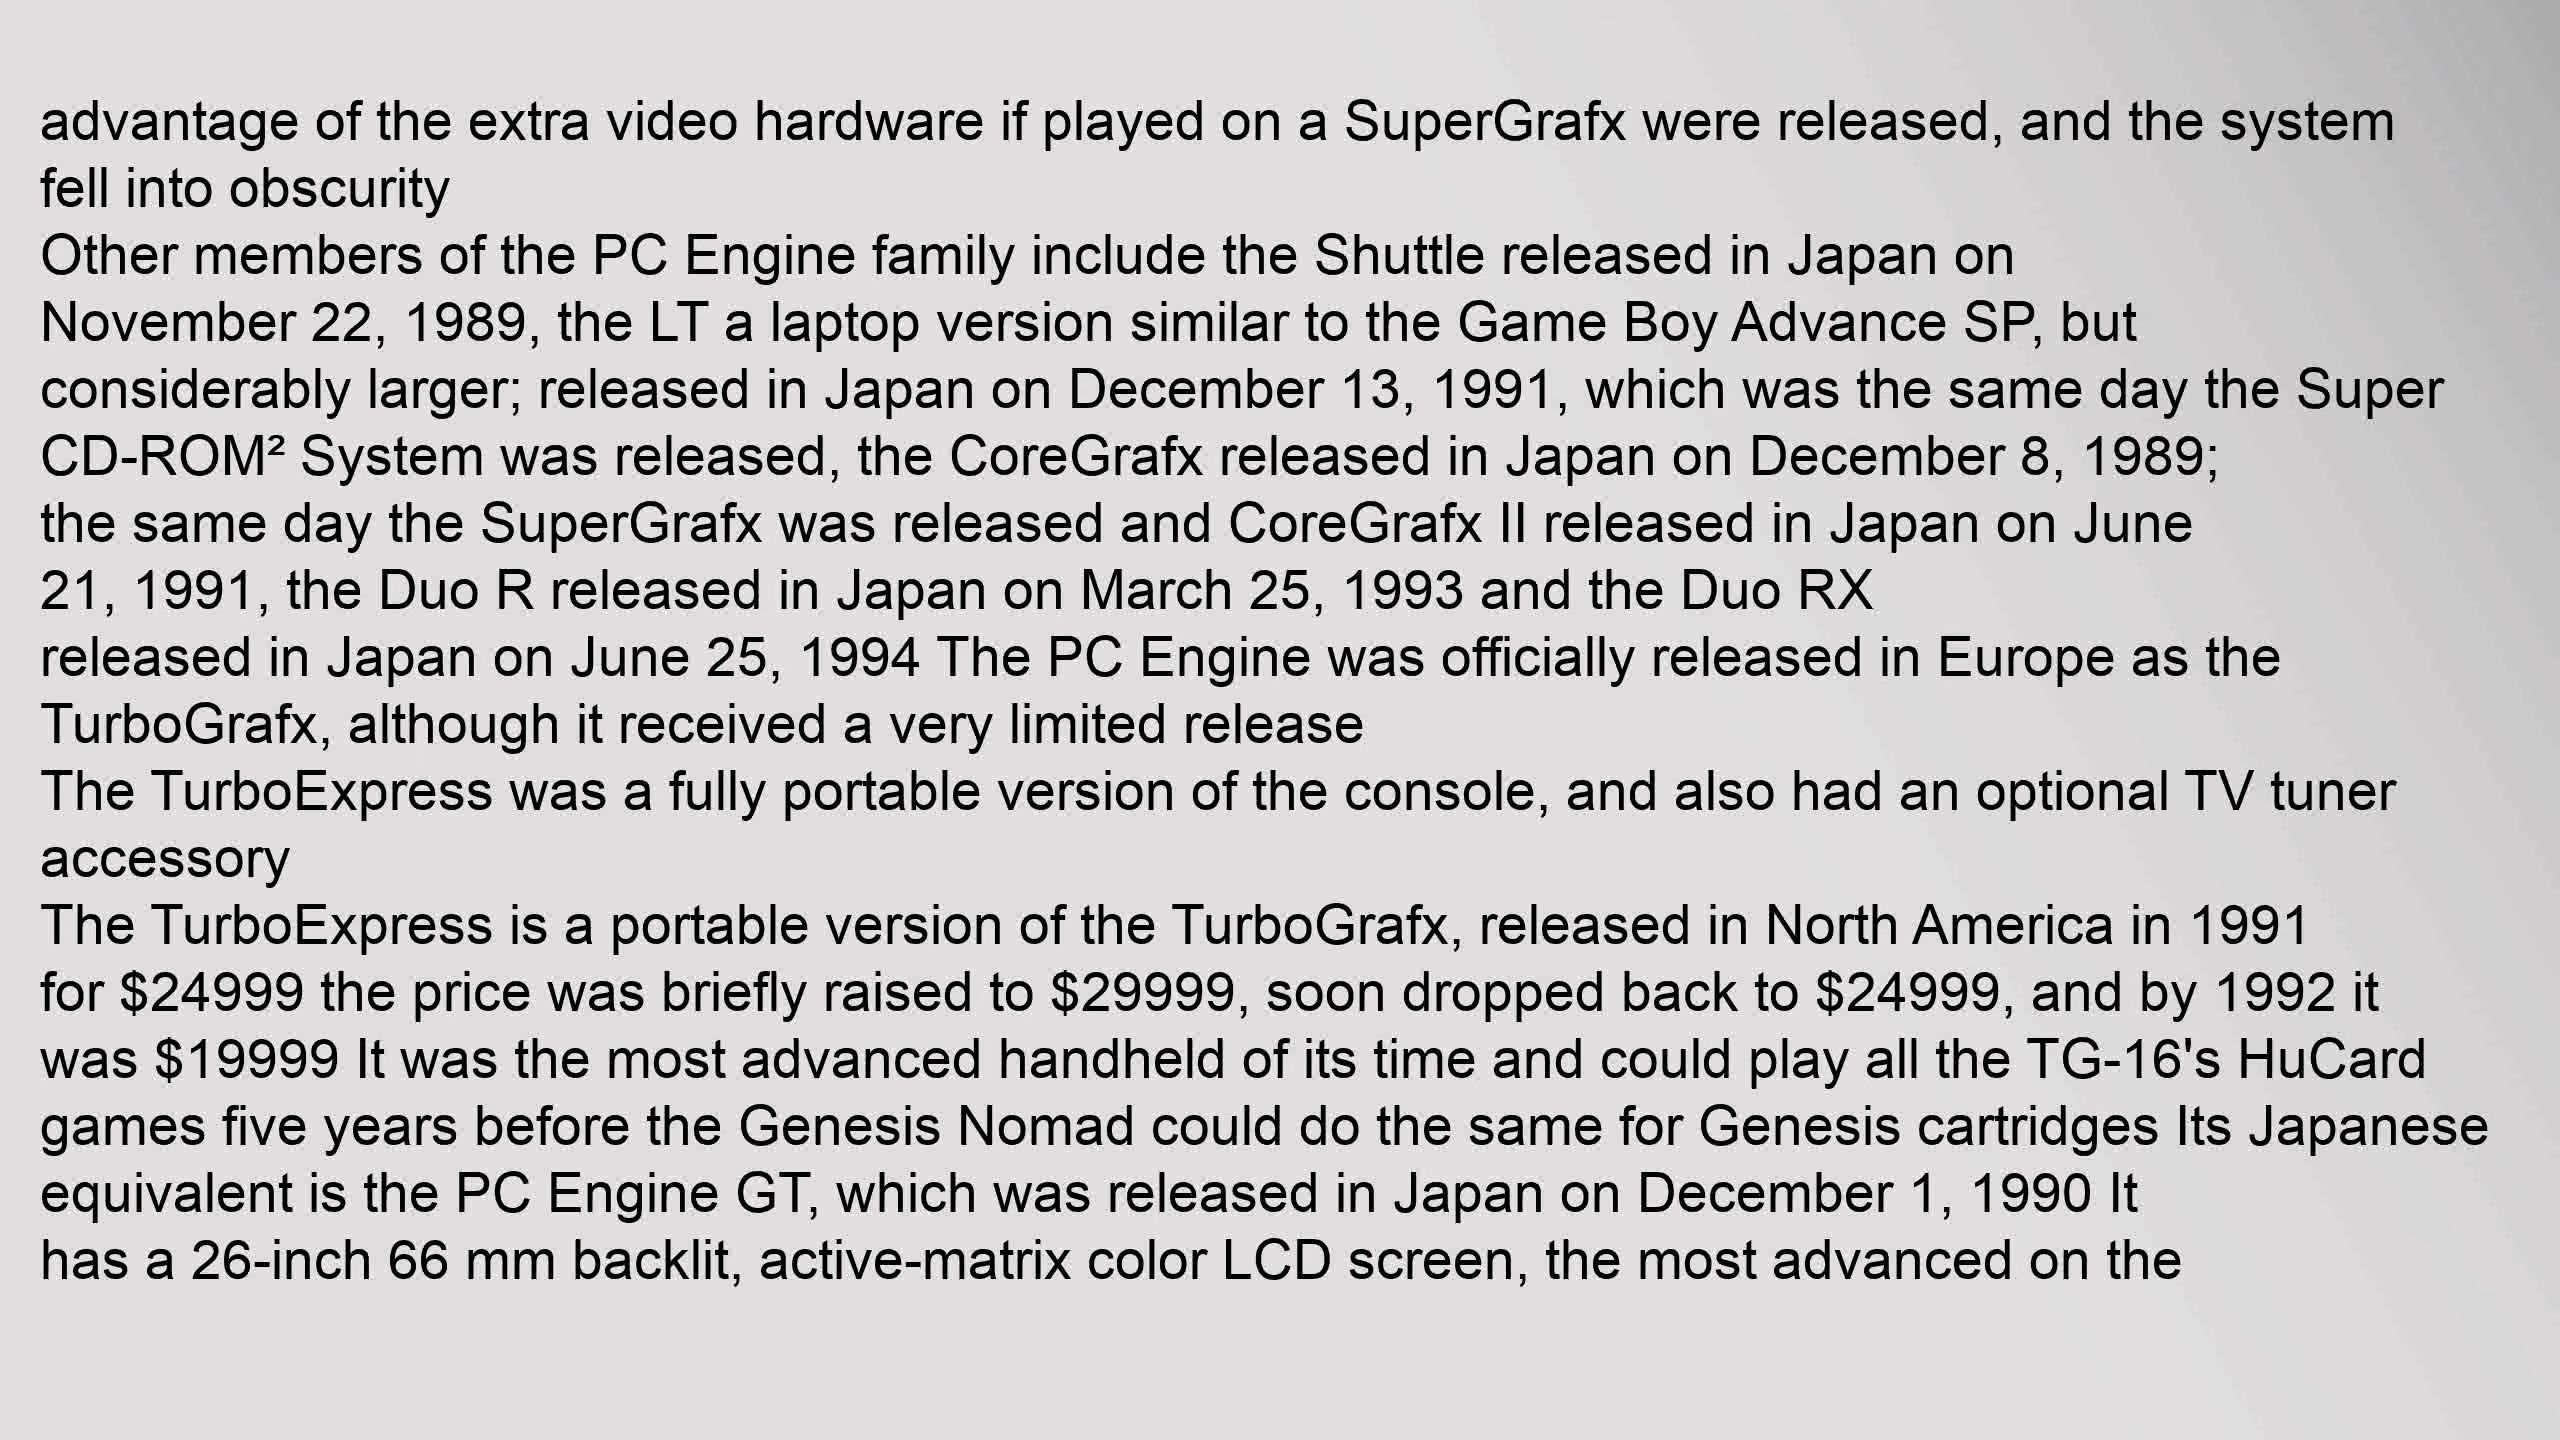 advantage of the extra video hardware if played on a SuperGrafx were released, and the system
fell into obscurity
Other members of the PC Engine family include the Shuttle released in Japan on
November 22, 1989, the LT a laptop version similar to the Game Boy Advance SP, but
considerably larger; released in Japan on December 13, 1991, which was the same day the Super
CD-ROM² System was released, the CoreGrafx released in Japan on December 8, 1989;
the same day the SuperGrafx was released and CoreGrafx II released in Japan on June
21, 1991, the Duo R released in Japan on March 25, 1993 and the Duo RX
released in Japan on June 25, 1994 The PC Engine was officially released in Europe as the
TurboGrafx, although it received a very limited release
The TurboExpress was a fully portable version of the console, and also had an optional TV tuner
accessory
The TurboExpress is a portable version of the TurboGrafx, released in North America in 1991
for $24999 the price was briefly raised to $29999, soon dropped back to $24999, and by 1992 it
was $19999 It was the most advanced handheld of its time and could play all the TG-16's HuCard
games five years before the Genesis Nomad could do the same for Genesis cartridges Its Japanese
equivalent is the PC Engine GT, which was released in Japan on December 1, 1990 It
has a 26-inch 66 mm backlit, active-matrix color LCD screen, the most advanced on the